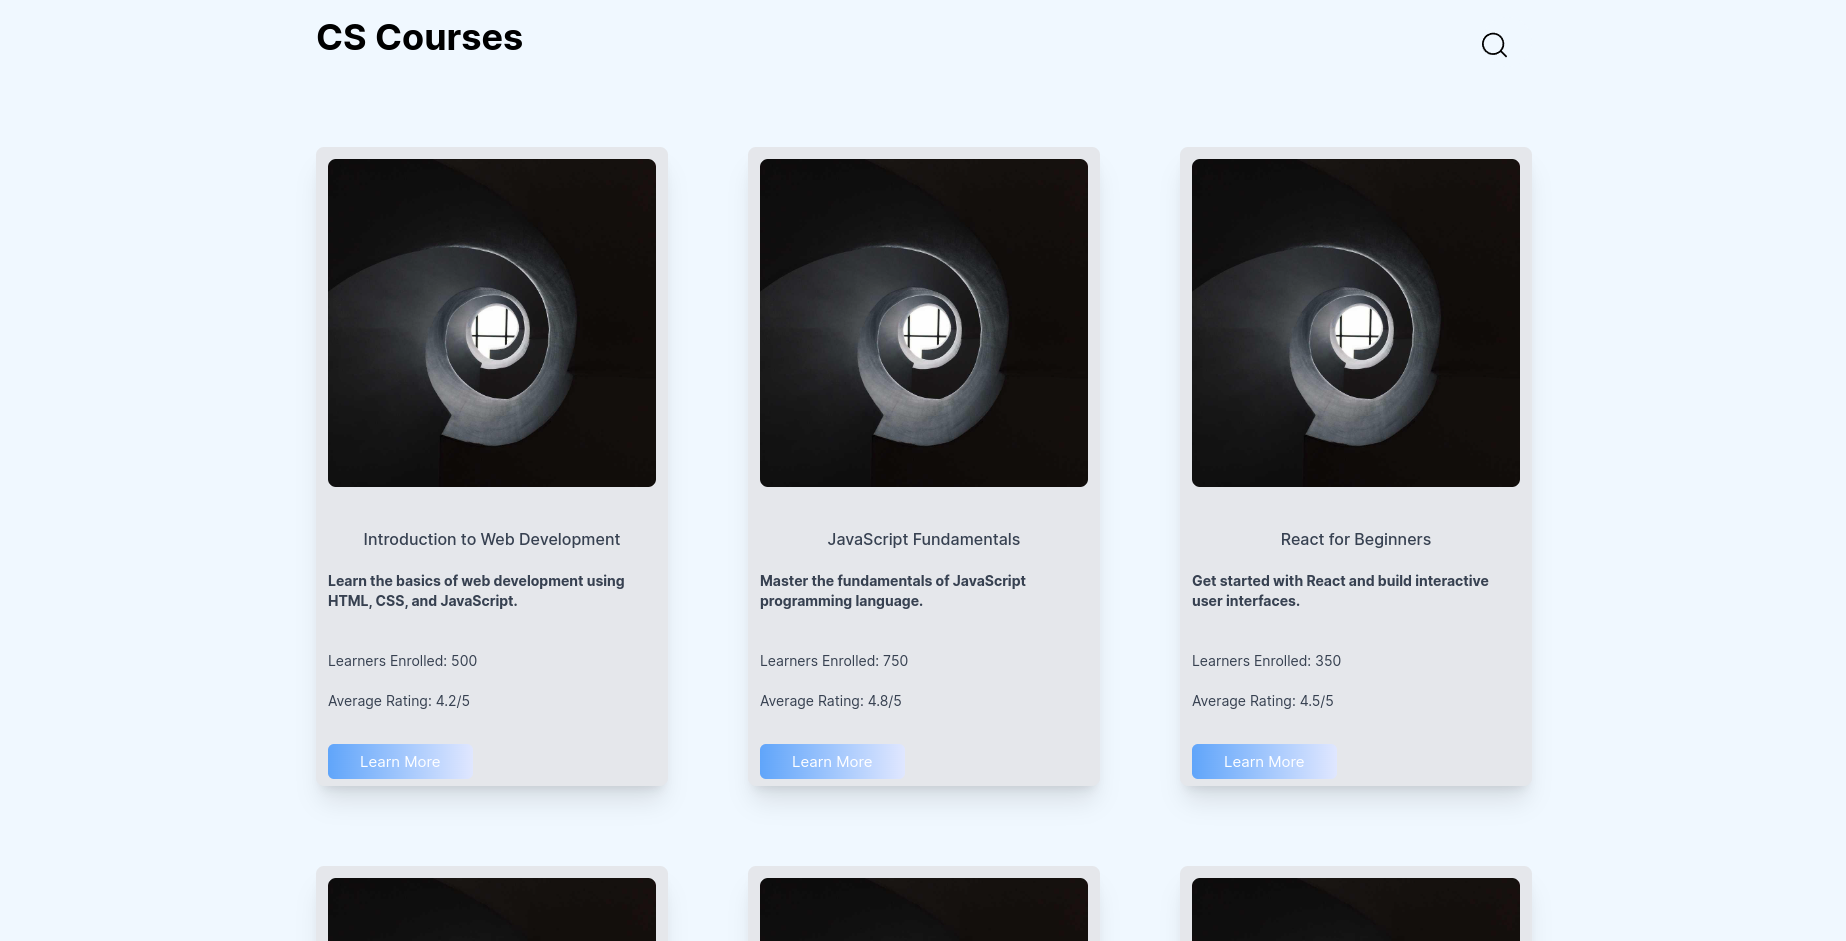 CS Courses
Introduction to Web Development
Learn the basics of web development using
HTML, CSS, and JavaScript.
Learners Enrolled: 500
Average Rating: 4.2/5
Learn More
JavaScript Fundamentals
Master the fundamentals of JavaScript
programming language.
Learners Enrolled: 750
Average Rating: 4.8/5
Learn More
React for Beginners
Get started with React and build interactive
user interfaces.
Learners Enrolled: 350
Average Rating: 4.5/5
Learn More